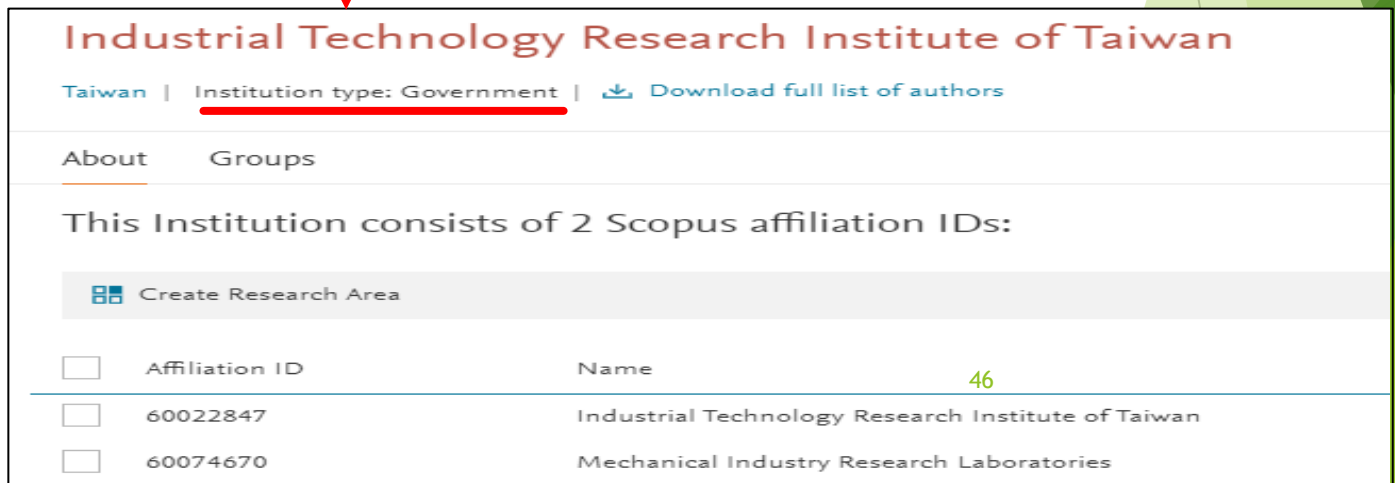 Industrial Technology Research Institute of Taiwan
Taiwan | Institution type: Government | Download full list of authors
About Groups
This Institution consists of 2 Scopus affiliation IDs:
Create Research Area
Affiliation ID Name
46
60022847 Industrial Technology Research Institute of Taiwan
60074670 Mechanical Industry Research Laboratories